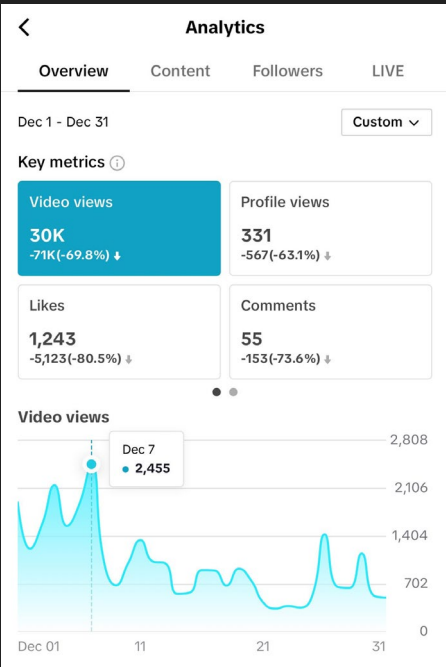 Analytics
Overview Content Followers LIVE
Dec 1 - Dec 31 Custom
Key metrics
Video views
30K
-71K(-69.8%)
Profile views
331
-567(-63.1%)
Likes
1,243
-5,123(-80.5%)
Comments
55
-153(-73.6%)
Video views
Dec 7
2,455
2,808
2,106
1,404
702
0
Dec 01 11 21 31